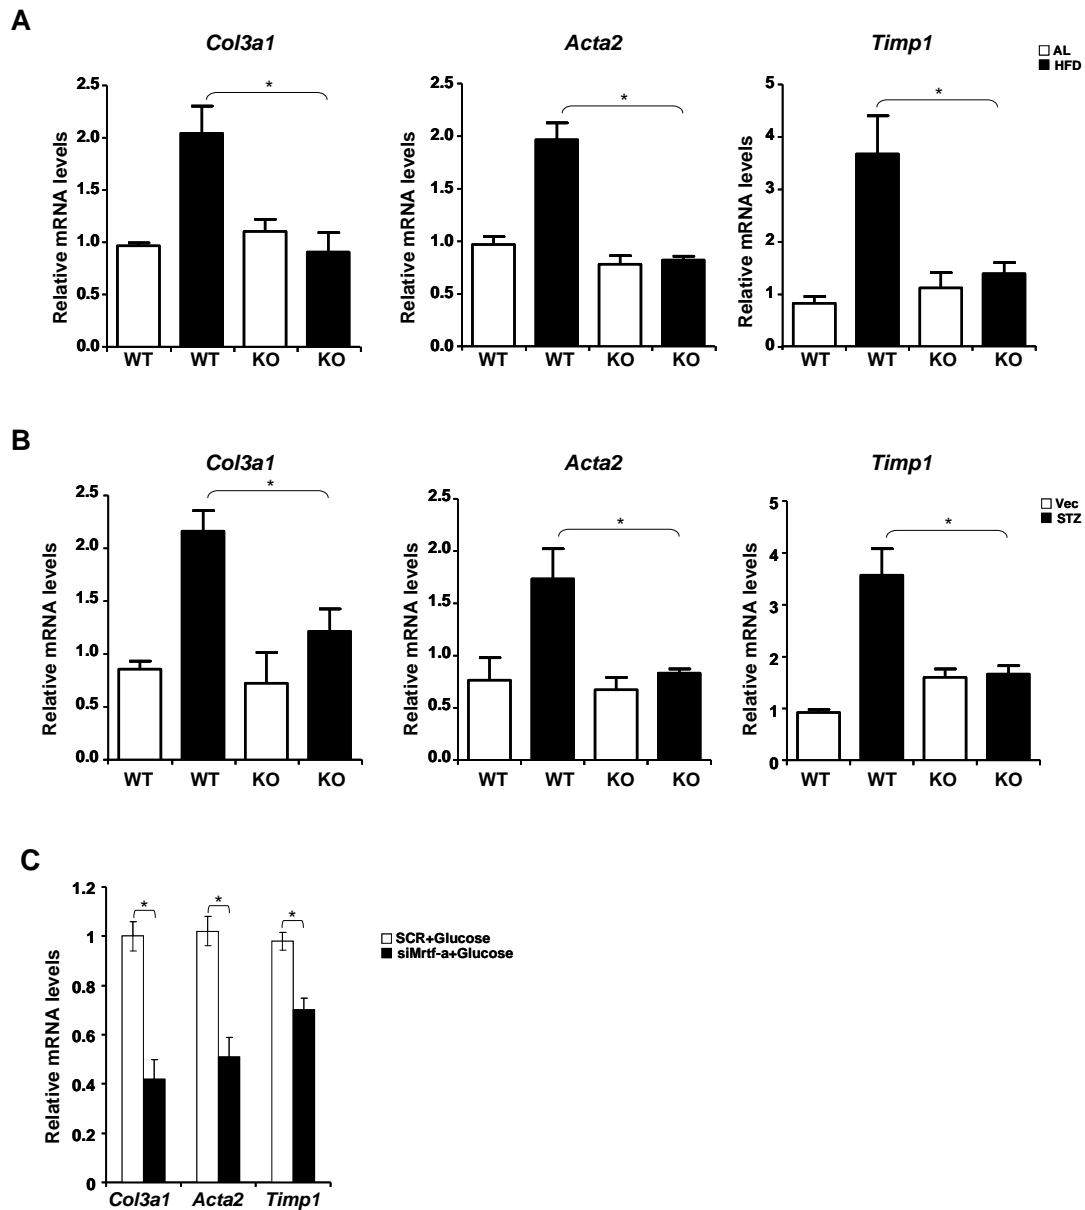 A
Col3a1
Acta2
Timp1
AL
HFD
Relative mRNA levels
2.5
2.0
1.5
1.0
0.5
0.0
WT WT KO KO
Relative mRNA levels
2.5
2.0
1.5
1.0
0.5
0.0
WT WT KO KO
Relative mRNA levels
5
4
3
2
1
0
WT WT KO KO
*
*
*
B
Col3a1
Acta2
Timp1
Vec
STZ
Relative mRNA levels
2.5
2.0
1.5
1.0
0.5
0.0
WT WT KO KO
Relative mRNA levels
2.5
2.0
1.5
1.0
0.5
0.0
WT WT KO KO
Relative mRNA levels
5
4
3
2
1
0
WT WT KO KO
*
*
*
C
Relative mRNA levels
1.2
1
0.8
0.6
0.4
0.2
0
* * *
SCR+Glucose
siMrtf-a+Glucose
Col3a1 Acta2 Timp1